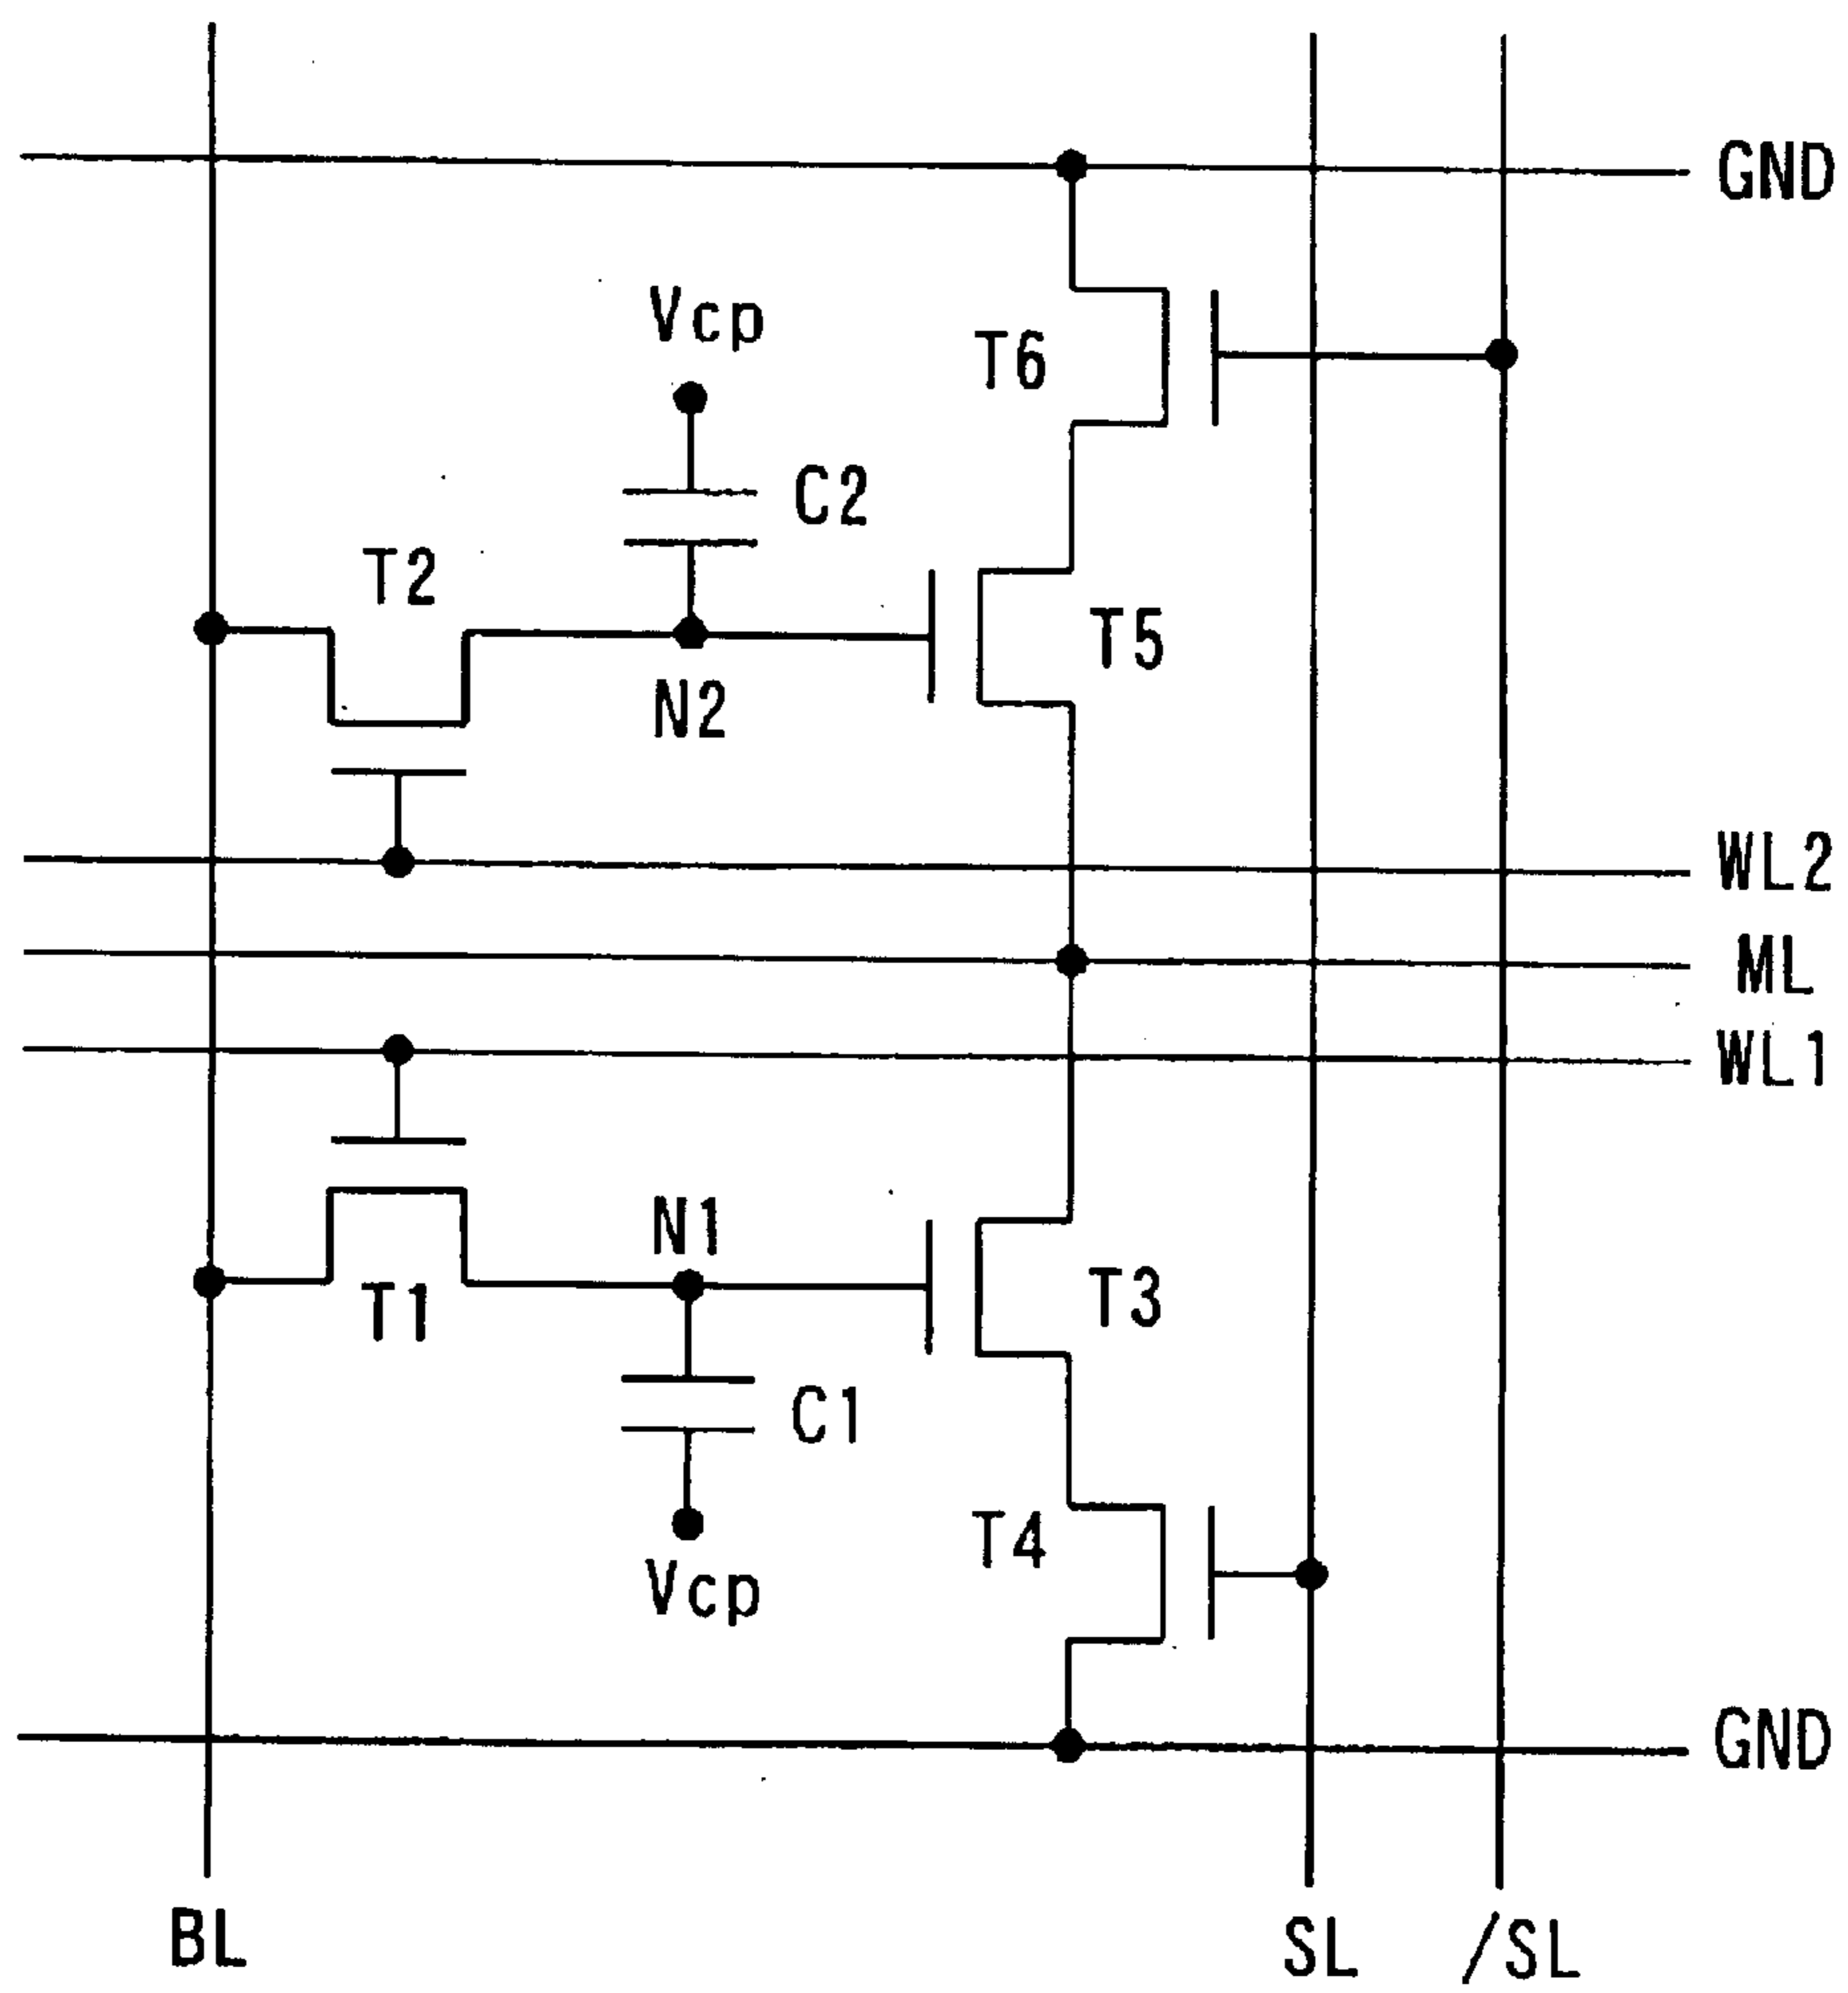 GND
Vcp
T6
C2
T2
T5
N2
WL2
ML
WL1
N1
T3
T1
C1
T4
Vcp
GND
BL
SL
/SL